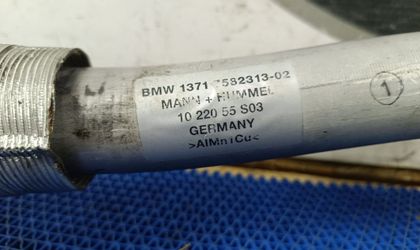 BMW 1371 7582313-02
MANN + HUMMEL
10 220 55 S03
GERMANY
>AlMn1Cu<
1